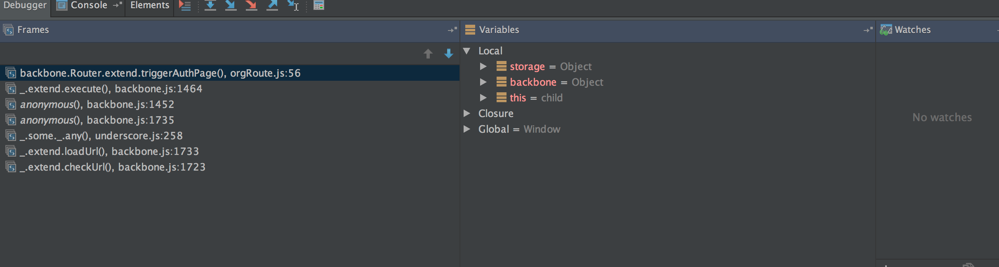 Debugger Console Elements
Frames
backbone.Router.extend.triggerAuthPage(), orgRoute.js:56
_.extend.execute(), backbone.js:1464
anonymous(), backbone.js:1452
anonymous(), backbone.js:1735
_.some._.any(), underscore.js:258
_.extend.loadUrl(), backbone.js:1733
_.extend.checkUrl(), backbone.js:1723
Variables
Local
storage = Object
backbone = Object
this = child
Closure
Global = Window
Watches
No watches